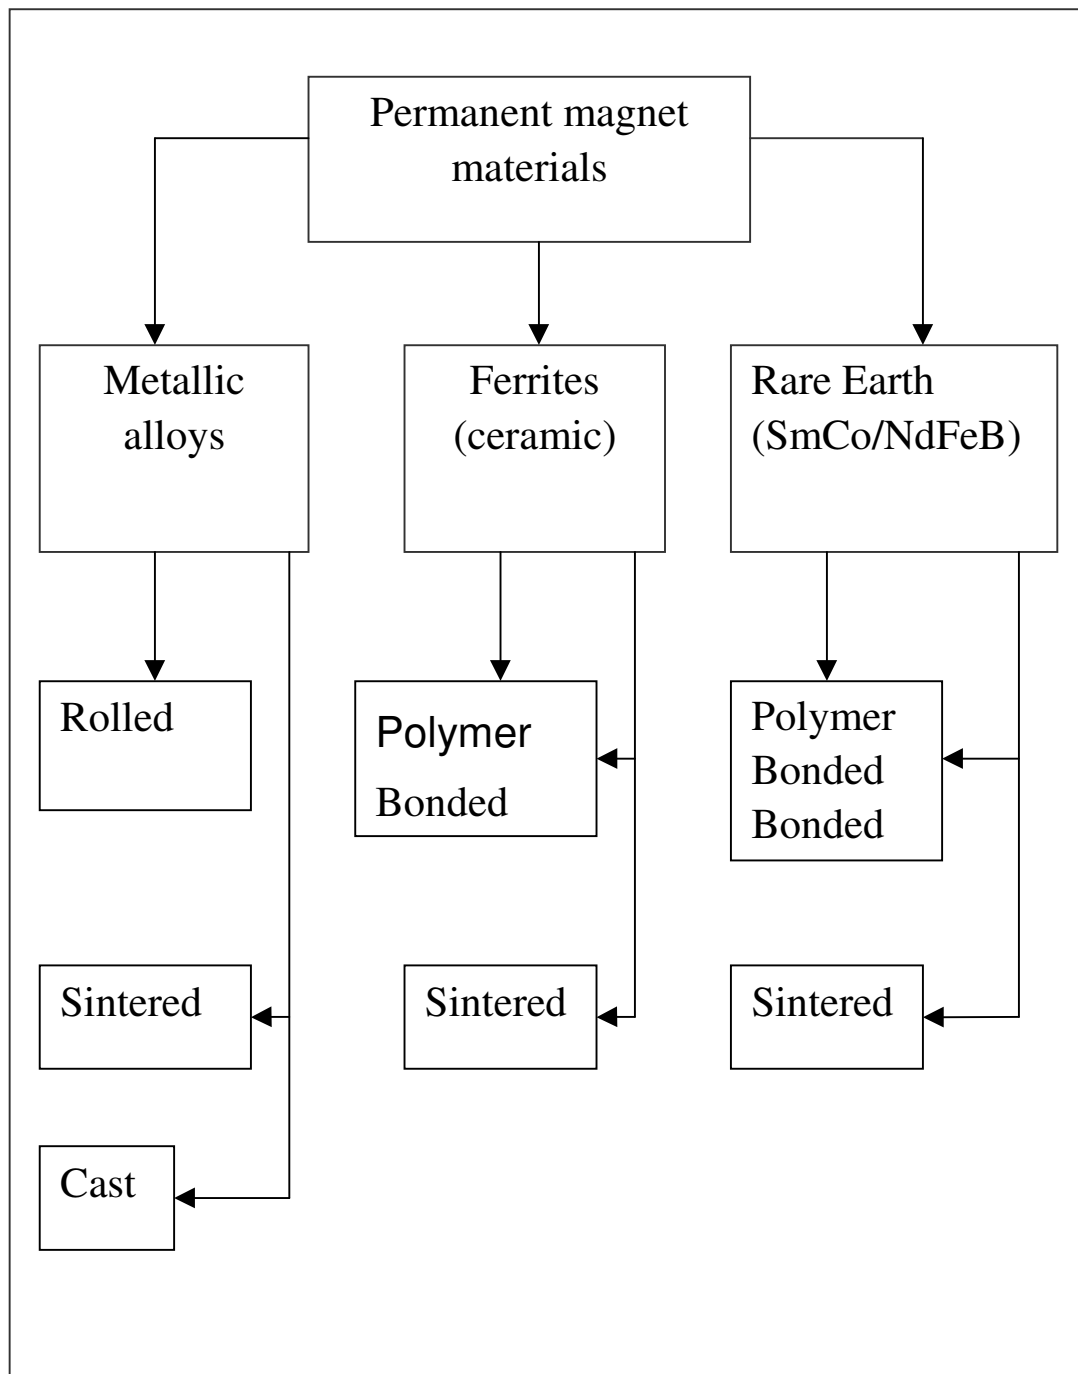 Permanent magnet
materials
Metallic
alloys
Ferrites
(ceramic)
Rare Earth
(SmCo/NdFeB)
Rolled
Polymer
Bonded
Polymer
Bonded
Bonded
Sintered
Sintered
Sintered
Cast